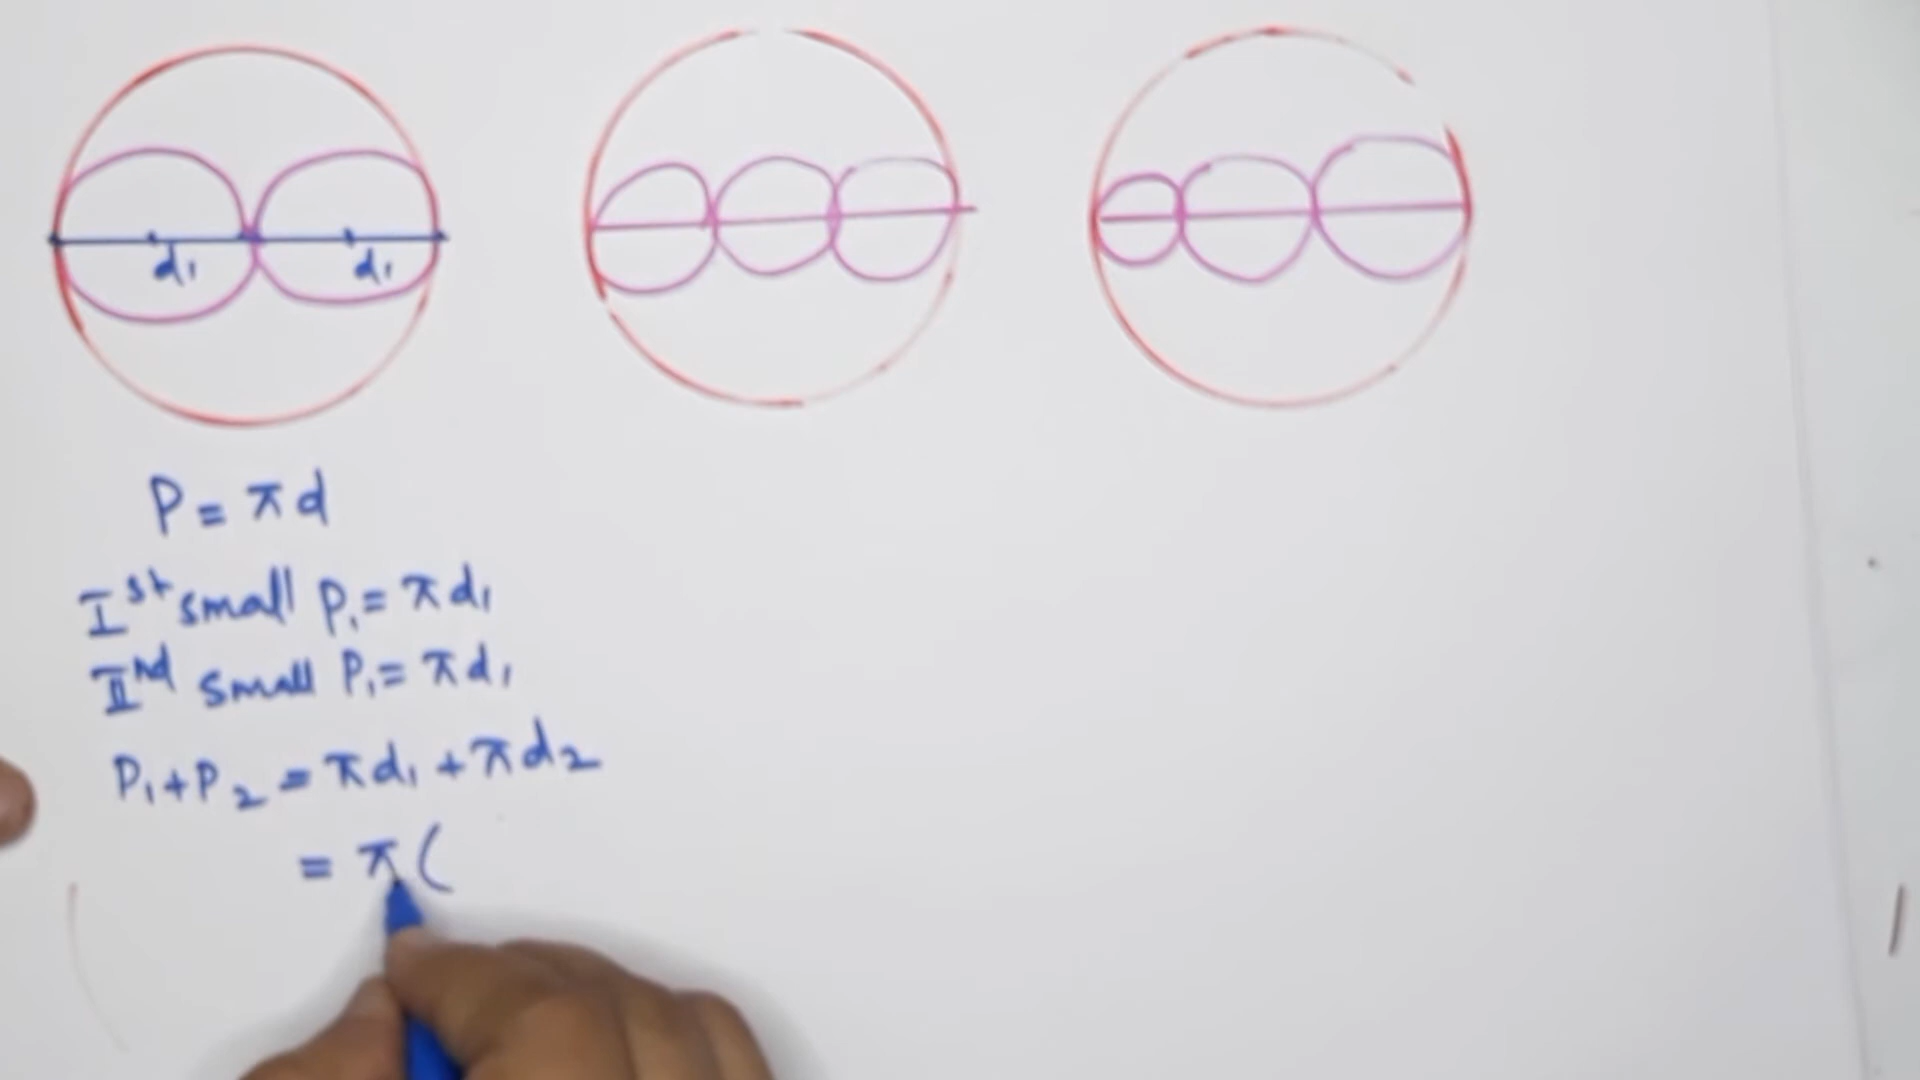 d₁ d₁
P = πd
Iˢᵗ small P₁ = πd₁
IIⁿᵈ small P₁ = πd₁
P₁ + P₂ = πd₁ + πd₂
= π(